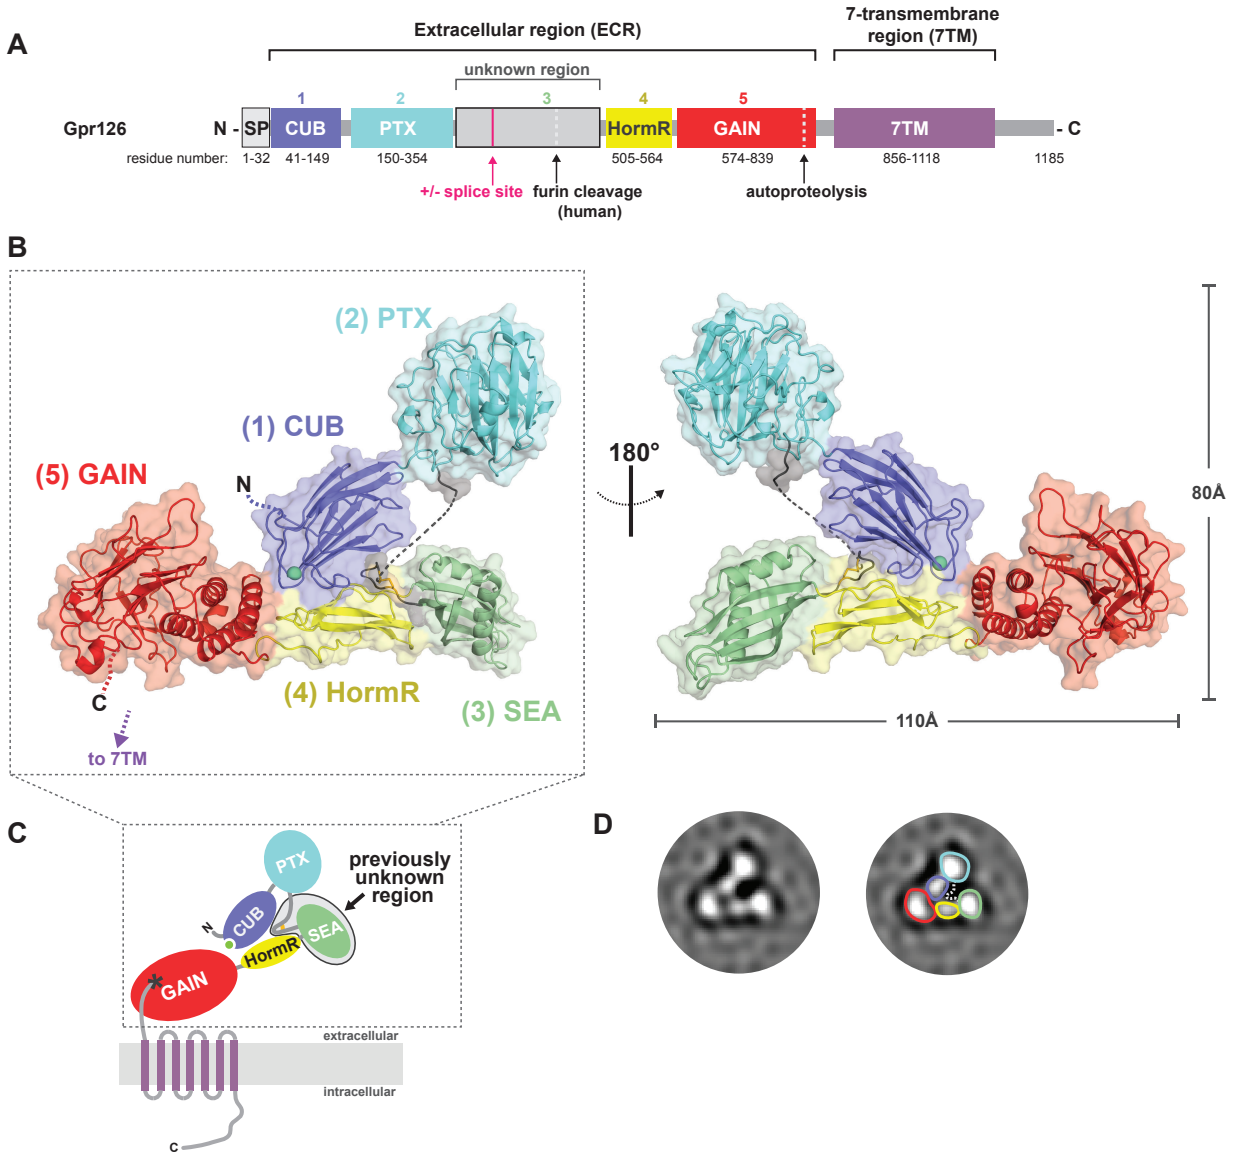 A
Extracellular region (ECR)
7-transmembrane
region (7TM)
unknown region
1
2
3
4
5
Gpr126
N - SP CUB PTX HormR GAIN 7TM - C
residue number: 1-32 41-149 150-354 505-564 574-839 856-1118 1185
+/- splice site
furin cleavage
(human)
autoproteolysis
B
(2) PTX
(1) CUB
(5) GAIN
N
C
to 7TM
(4) HormR
(3) SEA
180°
80Å
110Å
C
PTX
previously
unknown
region
N
CUB
SEA
HormR
*
GAIN
extracellular
intracellular
C
D